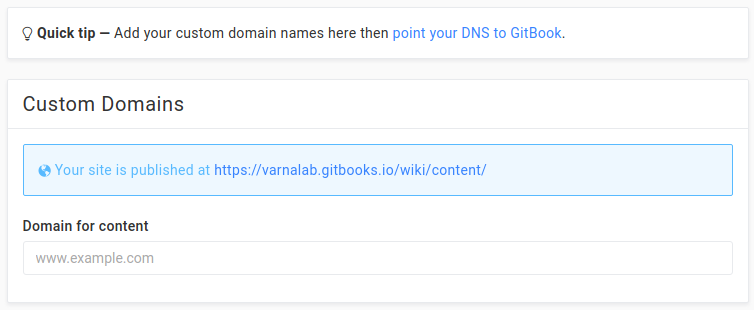 Quick tip — Add your custom domain names here then point your DNS to GitBook.
Custom Domains
Your site is published at https://varnalab.gitbooks.io/wiki/content/
Domain for content
www.example.com